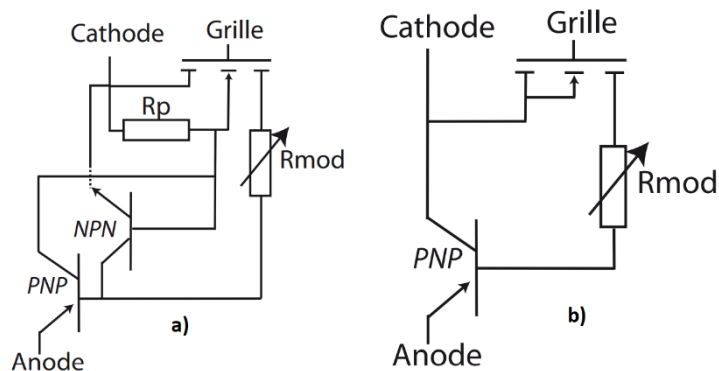 Cathode
Grille
Rp
Rmod
NPN
PNP
a)
Anode
Cathode
Grille
Rmod
PNP
b)
Anode